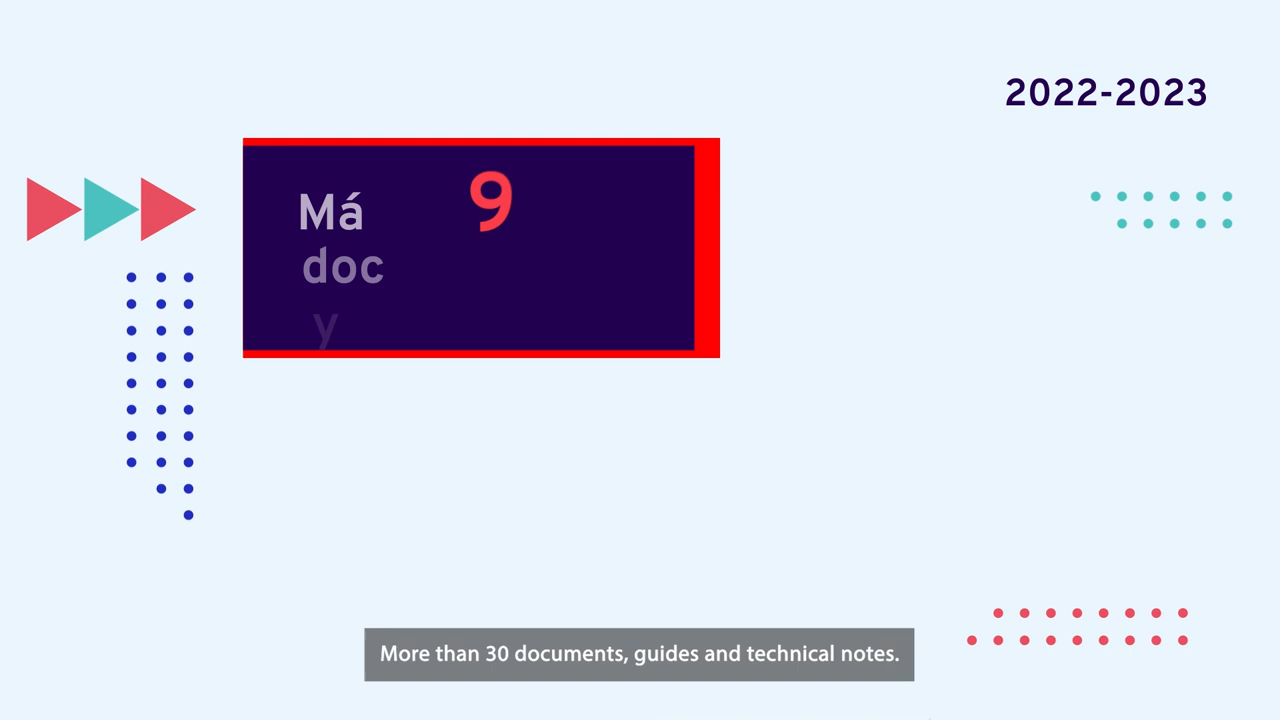 2022-2023
Má 9
doc
y
More than 30 documents, guides and technical notes.